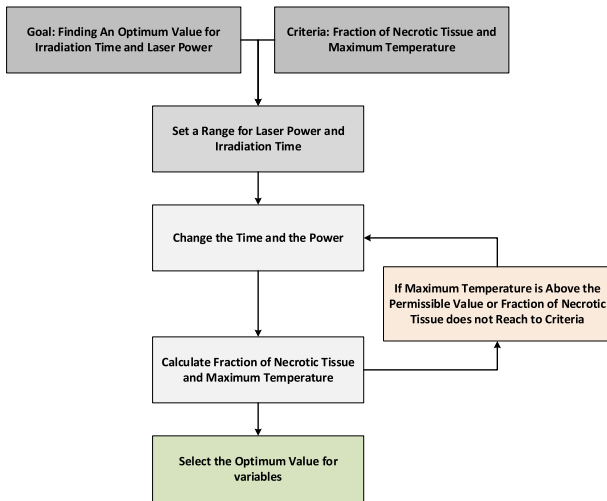 Goal: Finding An Optimum Value for
Irradiation Time and Laser Power
Criteria: Fraction of Necrotic Tissue and
Maximum Temperature
Set a Range for Laser Power and
Irradiation Time
Change the Time and the Power
If Maximum Temperature is Above the
Permissible Value or Fraction of Necrotic
Tissue does not Reach to Criteria
Calculate Fraction of Necrotic Tissue
and Maximum Temperature
Select the Optimum Value for
variables